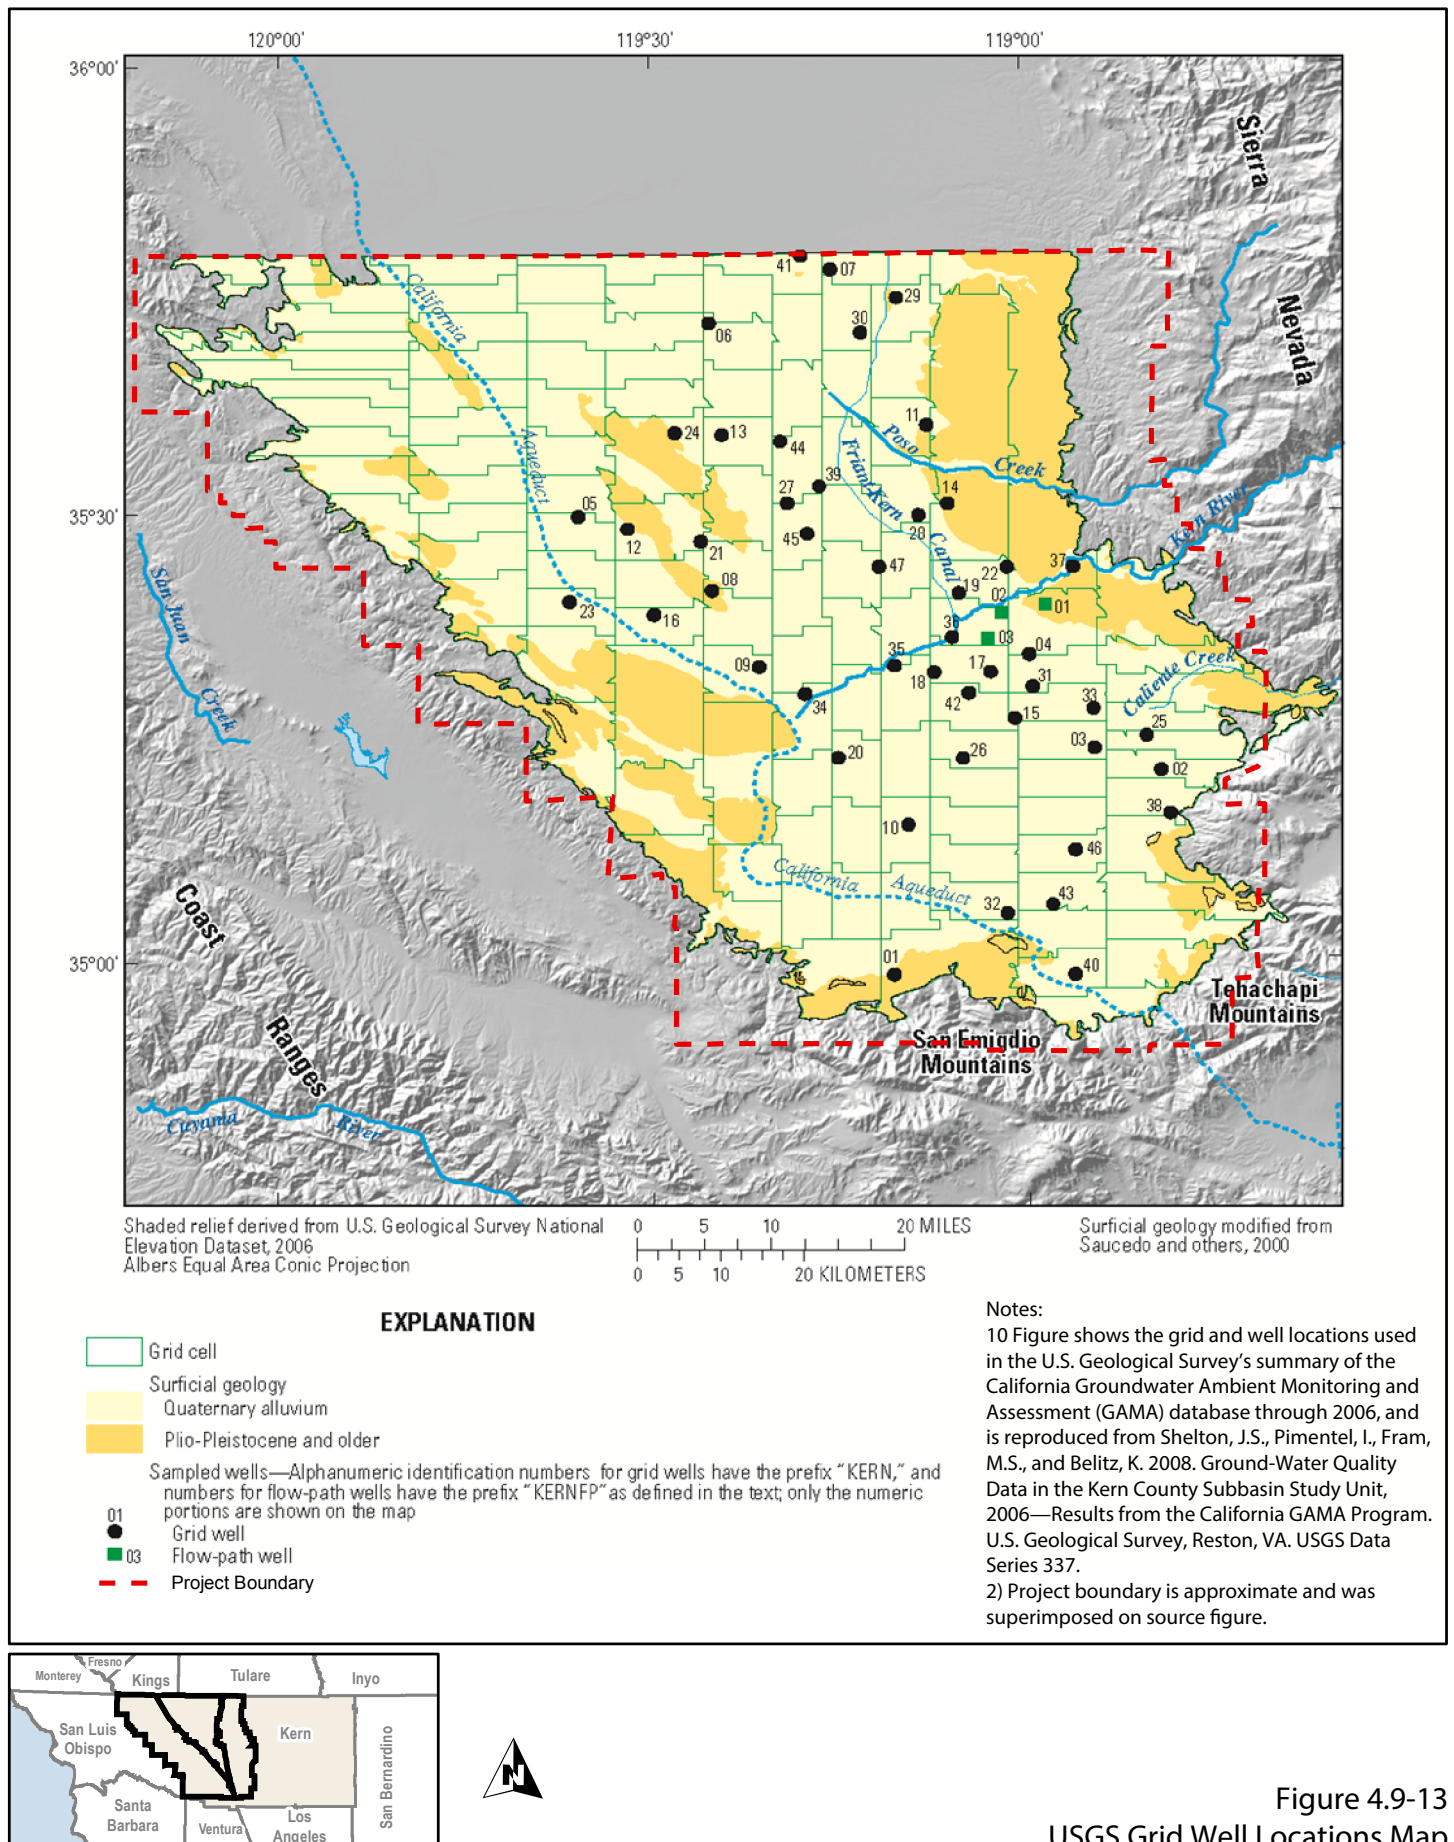 120°00'
119°30'
119°00'
36°00'
Sierra
Nevada
California
Aqueduct
41
07
29
30
06
11
Poso
Creek
24
13
44
Friant-Kern
Canal
39
27
14
05
35°30'
12
45
28
21
Kern River
47
22
37
08
19
02
01
San Juan
Creek
23
16
36
03
04
35
09
17
18
31
Caliente Creek
42
33
34
15
25
03
20
26
02
38
10
46
California
Aqueduct
Coast
Ranges
32
43
35°00'
01
40
Tehachapi
Mountains
San Emigdio
Mountains
Cuyama
River
Shaded relief derived from U.S. Geological Survey National
Elevation Dataset, 2006
Albers Equal Area Conic Projection
0 5 10 20 MILES
0 5 10 20 KILOMETERS
Surficial geology modified from
Saucedo and others, 2000
EXPLANATION
Grid cell
Surficial geology
Quaternary alluvium
Plio-Pleistocene and older
Sampled wells—Alphanumeric identification numbers for grid wells have the prefix "KERN," and
numbers for flow-path wells have the prefix "KERNFP" as defined in the text; only the numeric
portions are shown on the map
01
Grid well
03 Flow-path well
Project Boundary
Notes:
10 Figure shows the grid and well locations used
in the U.S. Geological Survey's summary of the
California Groundwater Ambient Monitoring and
Assessment (GAMA) database through 2006, and
is reproduced from Shelton, J.S., Pimentel, I., Fram,
M.S., and Belitz, K. 2008. Ground-Water Quality
Data in the Kern County Subbasin Study Unit,
2006—Results from the California GAMA Program.
U.S. Geological Survey, Reston, VA. USGS Data
Series 337.
2) Project boundary is approximate and was
superimposed on source figure.
Fresno
Monterey
Kings
Tulare
Inyo
San Luis
Obispo
Kern
San Bernardino
Santa
Barbara
Ventura
Los
Angeles
N
Figure 4.9-13
USGS Grid Well Locations Map